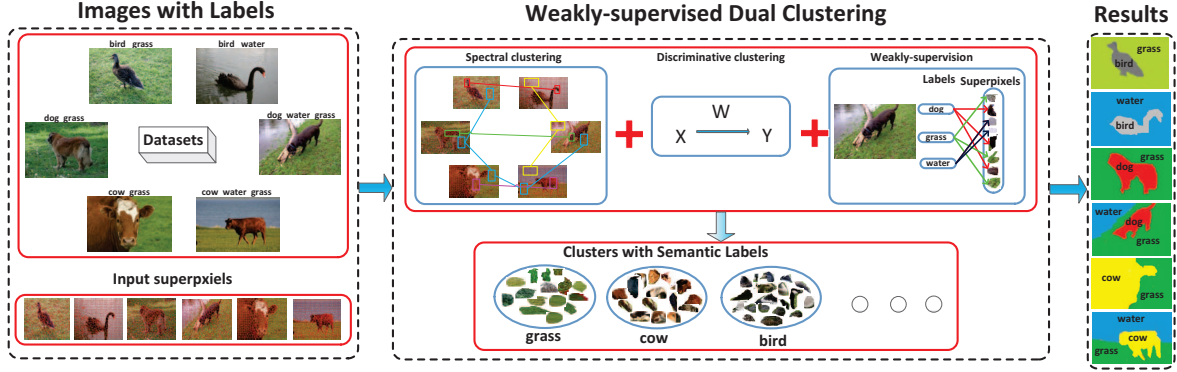 Images with Labels
bird grass
bird water
dog grass
dog water grass
Datasets
cow grass
cow water grass
Input superpxiels
Weakly-supervised Dual Clustering
Spectral clustering
Discriminative clustering
Weakly-supervision
W
X
Y
Labels
Superpixels
dog
grass
water
Clusters with Semantic Labels
grass
cow
bird
Results
grass
bird
water
bird
grass
dog
water
dog
grass
cow
grass
water
cow
grass